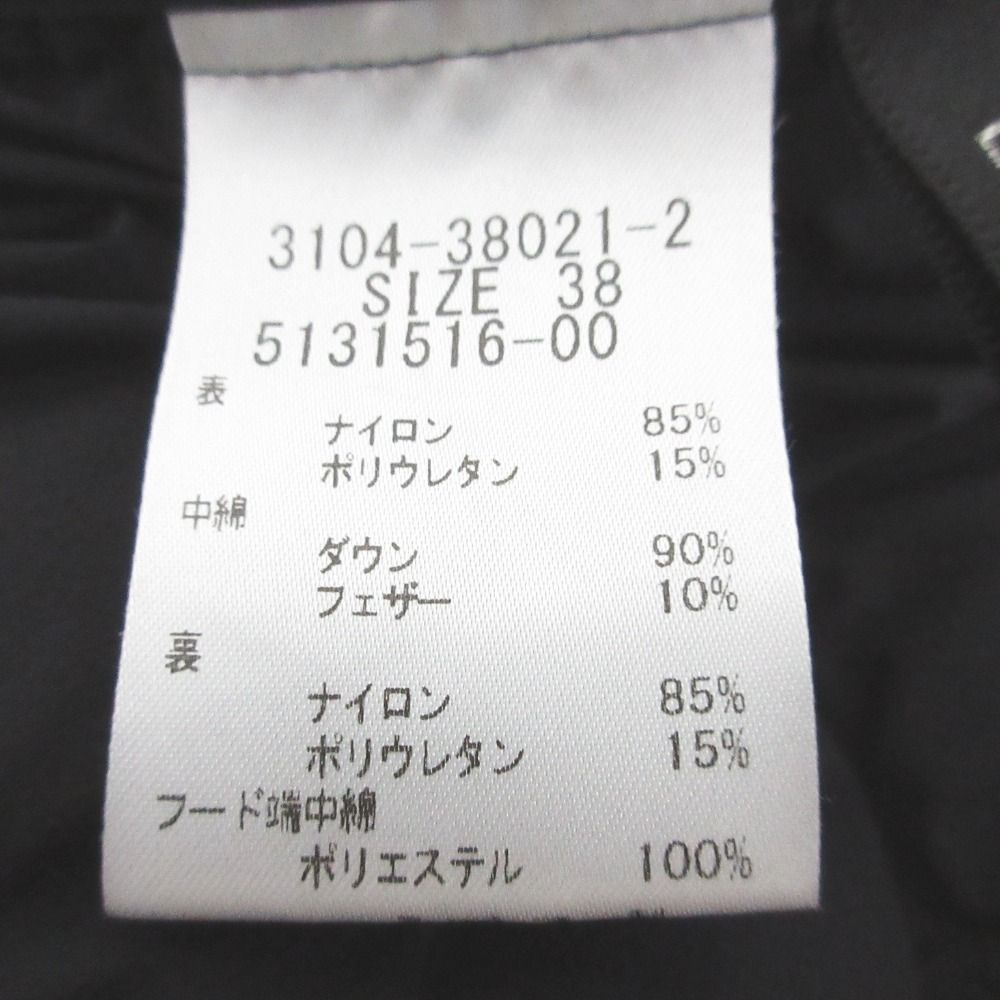 3104-38021-2
SIZE 38
5131516-00
表
ナイロン 85%
ポリウレタン 15%
中綿
ダウン 90%
フェザー 10%
裏
ナイロン 85%
ポリウレタン 15%
フード端中綿
ポリエステル 100%